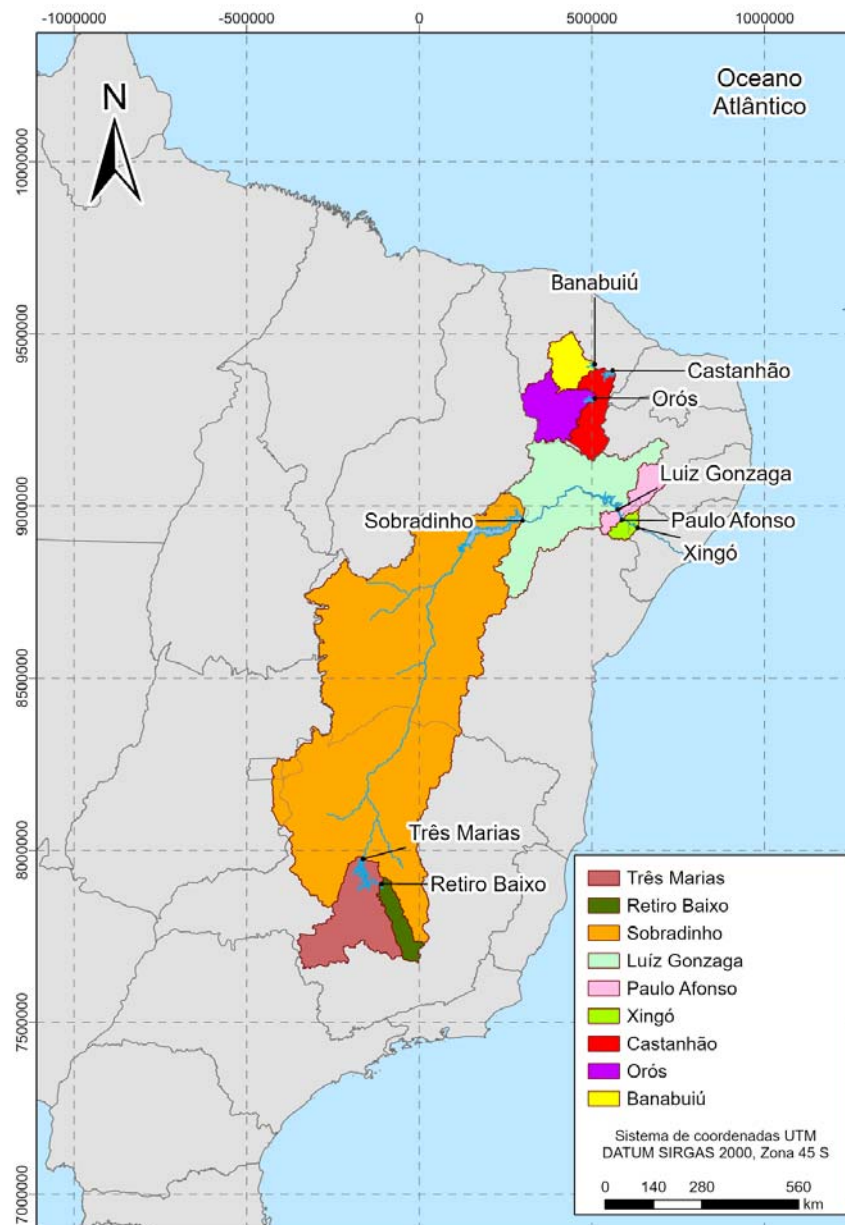 -1000000 -500000 0 500000 1000000
Oceano
Atlântico
N
10000000
9500000
9000000
8500000
8000000
7500000
7000000
Banabuiú
Castanhão
Orós
Luiz Gonzaga
Sobradinho
Paulo Afonso
Xingó
Três Marias
Retiro Baixo
Três Marias
Retiro Baixo
Sobradinho
Luíz Gonzaga
Paulo Afonso
Xingó
Castanhão
Orós
Banabuiú
Sistema de coordenadas UTM
DATUM SIRGAS 2000, Zona 45 S
0 140 280 560
km